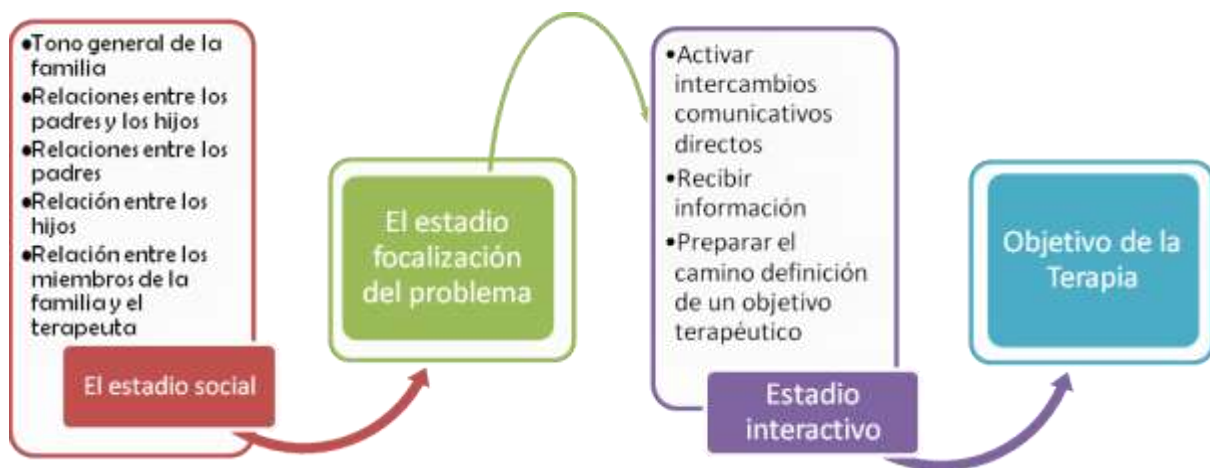 •Tono general de la
familia
•Relaciones entre los
padres y los hijos
•Relaciones entre los
padres
•Relación entre los
hijos
•Relación entre los
miembros de la
familia y el
terapeuta
El estadio social
El estadio
focalización
del problema
•Activar
intercambios
comunicativos
directos
•Recibir
información
•Preparar el
camino definición
de un objetivo
terapéutico
Estadio
interactivo
Objetivo de la
Terapia